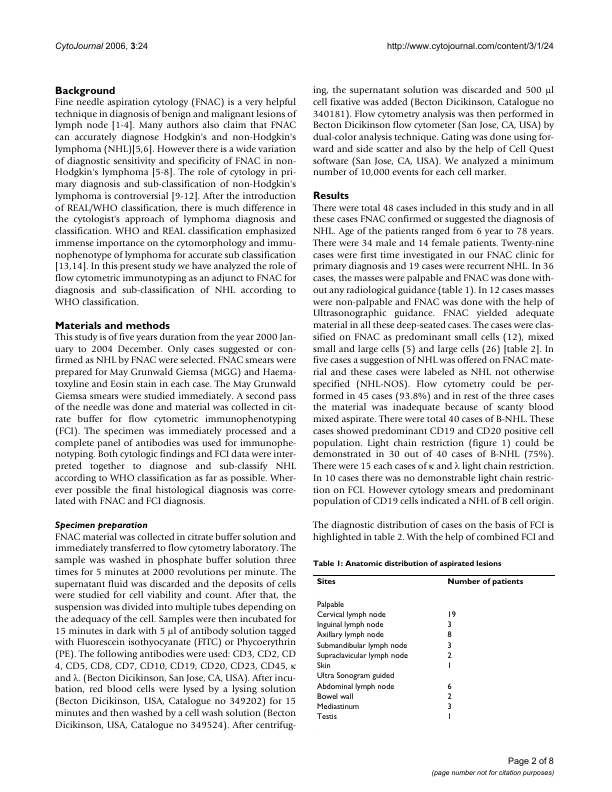 CytoJournal 2006, 3:24
http://www.cytojournal.com/content/3/1/24
Background
Fine needle aspiration cytology (FNAC) is a very helpful
technique in diagnosis of benign and malignant lesions of
lymph node [1-4]. Many authors also claim that FNAC
can accurately diagnose Hodgkin's and non-Hodgkin's
lymphoma (NHL)[5,6]. However there is a wide variation
of diagnostic sensitivity and specificity of FNAC in non-
Hodgkin's lymphoma [5-8]. The role of cytology in pri-
mary diagnosis and sub-classification of non-Hodgkin's
lymphoma is controversial [9-12]. After the introduction
of REAL/WHO classification, there is much difference in
the cytologist's approach of lymphoma diagnosis and
classification. WHO and REAL classification emphasized
immense importance on the cytomorphology and immu-
nophenotype of lymphoma for accurate sub classification
[13,14]. In this present study we have analyzed the role of
flow cytometric immunotyping as an adjunct to FNAC for
diagnosis and sub-classification of NHL according to
WHO classification.
Materials and methods
This study is of five years duration from the year 2000 Jan-
uary to 2004 December. Only cases suggested or con-
firmed as NHL by FNAC were selected. FNAC smears were
prepared for May Grunwald Giemsa (MGG) and Haema-
toxyline and Eosin stain in each case. The May Grunwald
Giemsa smears were studied immediately. A second pass
of the needle was done and material was collected in cit-
rate buffer for flow cytometric immunophenotyping
(FCI). The specimen was immediately processed and a
complete panel of antibodies was used for immunophe-
notyping. Both cytologic findings and FCI data were inter-
preted together to diagnose and sub-classify NHL
according to WHO classification as far as possible. Wher-
ever possible the final histological diagnosis was corre-
lated with FNAC and FCI diagnosis.
Specimen preparation
FNAC material was collected in citrate buffer solution and
immediately transferred to flow cytometry laboratory. The
sample was washed in phosphate buffer solution three
times for 5 minutes at 2000 revolutions per minute. The
supernatant fluid was discarded and the deposits of cells
were studied for cell viability and count. After that, the
suspension was divided into multiple tubes depending on
the adequacy of the cell. Samples were then incubated for
15 minutes in dark with 5 μl of antibody solution tagged
with Fluorescein isothyocyanate (FITC) or Phycoerythrin
(PE). The following antibodies were used: CD3, CD2, CD
4, CD5, CD8, CD7, CD10, CD19, CD20, CD23, CD45, κ
and λ. (Becton Dicikinson, San Jose, CA, USA). After incu-
bation, red blood cells were lysed by a lysing solution
(Becton Dicikinson, USA, Catalogue no 349202) for 15
minutes and then washed by a cell wash solution (Becton
Dicikinson, USA, Catalogue no 349524). After centrifug-
ing, the supernatant solution was discarded and 500 μl
cell fixative was added (Becton Dicikinson, Catalogue no
340181). Flow cytometry analysis was then performed in
Becton Dicikinson flow cytometer (San Jose, CA, USA) by
dual-color analysis technique. Gating was done using for-
ward and side scatter and also by the help of Cell Quest
software (San Jose, CA, USA). We analyzed a minimum
number of 10,000 events for each cell marker.
Results
There were total 48 cases included in this study and in all
these cases FNAC confirmed or suggested the diagnosis of
NHL. Age of the patients ranged from 6 year to 78 years.
There were 34 male and 14 female patients. Twenty-nine
cases were first time investigated in our FNAC clinic for
primary diagnosis and 19 cases were recurrent NHL. In 36
cases, the masses were palpable and FNAC was done with-
out any radiological guidance (table 1). In 12 cases masses
were non-palpable and FNAC was done with the help of
Ultrasonographic guidance. FNAC yielded adequate
material in all these deep-seated cases. The cases were clas-
sified on FNAC as predominant small cells (12), mixed
small and large cells (5) and large cells (26) [table 2]. In
five cases a suggestion of NHL was offered on FNAC mate-
rial and these cases were labeled as NHL not otherwise
specified (NHL-NOS). Flow cytometry could be per-
formed in 45 cases (93.8%) and in rest of the three cases
the material was inadequate because of scanty blood
mixed aspirate. There were total 40 cases of B-NHL. These
cases showed predominant CD19 and CD20 positive cell
population. Light chain restriction (figure 1) could be
demonstrated in 30 out of 40 cases of B-NHL (75%).
There were 15 each cases of κ and λ light chain restriction.
In 10 cases there was no demonstrable light chain restric-
tion on FCI. However cytology smears and predominant
population of CD19 cells indicated a NHL of B cell origin.
The diagnostic distribution of cases on the basis of FCI is
highlighted in table 2. With the help of combined FCI and
Table 1: Anatomic distribution of aspirated lesions
Sites Number of patients
Palpable
Cervical lymph node 19
Inguinal lymph node 3
Axillary lymph node 8
Submandibular lymph node 3
Supraclavicular lymph node 2
Skin 1
Ultra Sonogram guided
Abdominal lymph node 6
Bowel wall 2
Mediastinum 3
Testis 1
Page 2 of 8
(page number not for citation purposes)